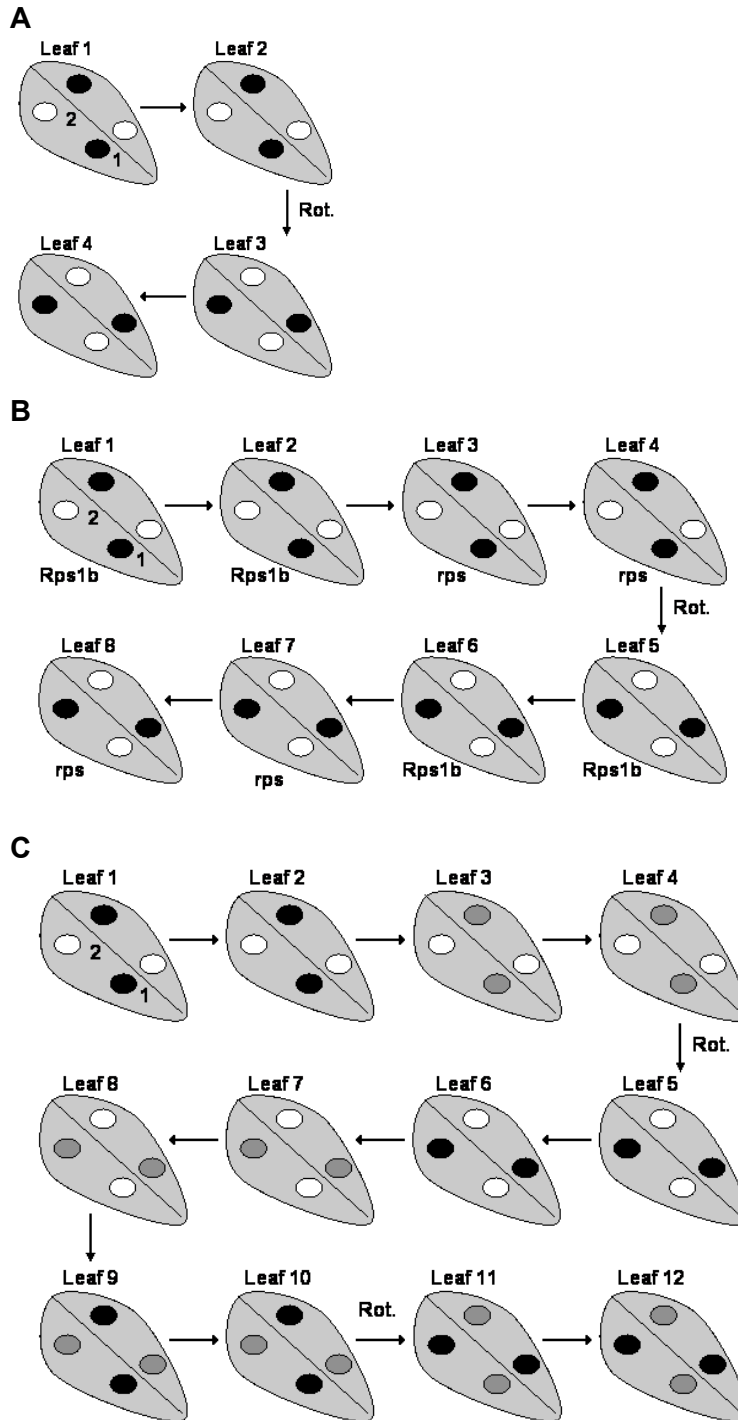 A
Leaf 1 Leaf 2
2
1
Rot.
Leaf 4 Leaf 3
B
Leaf 1 Leaf 2 Leaf 3 Leaf 4
2
1
Rps1b Rps1b rps rps
Rot.
Leaf 8 Leaf 7 Leaf 6 Leaf 5
rps rps Rps1b Rps1b
C
Leaf 1 Leaf 2 Leaf 3 Leaf 4
2
1
Rot.
Leaf 8 Leaf 7 Leaf 6 Leaf 5
Leaf 9 Leaf 10 Rot. Leaf 11 Leaf 12